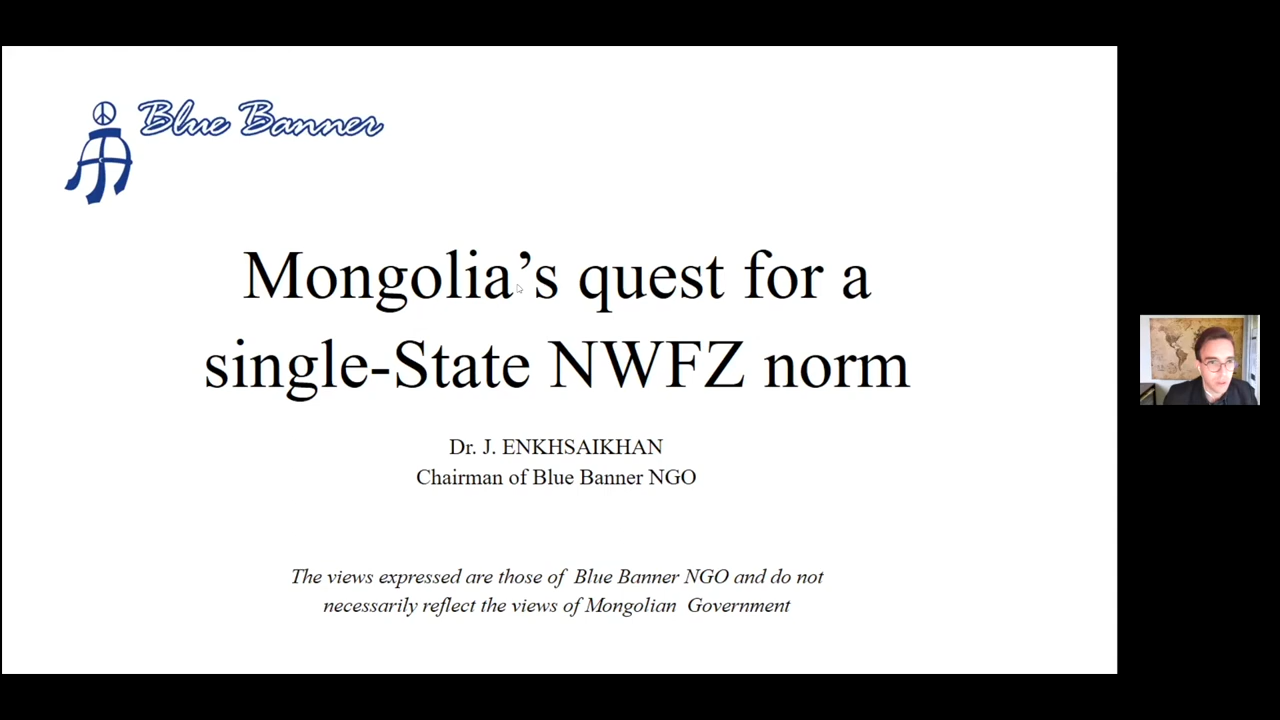 Blue Banner
Mongolia’s quest for a
single-State NWFZ norm
Dr. J. ENKHSAIKHAN
Chairman of Blue Banner NGO
The views expressed are those of Blue Banner NGO and do not
necessarily reflect the views of Mongolian Government